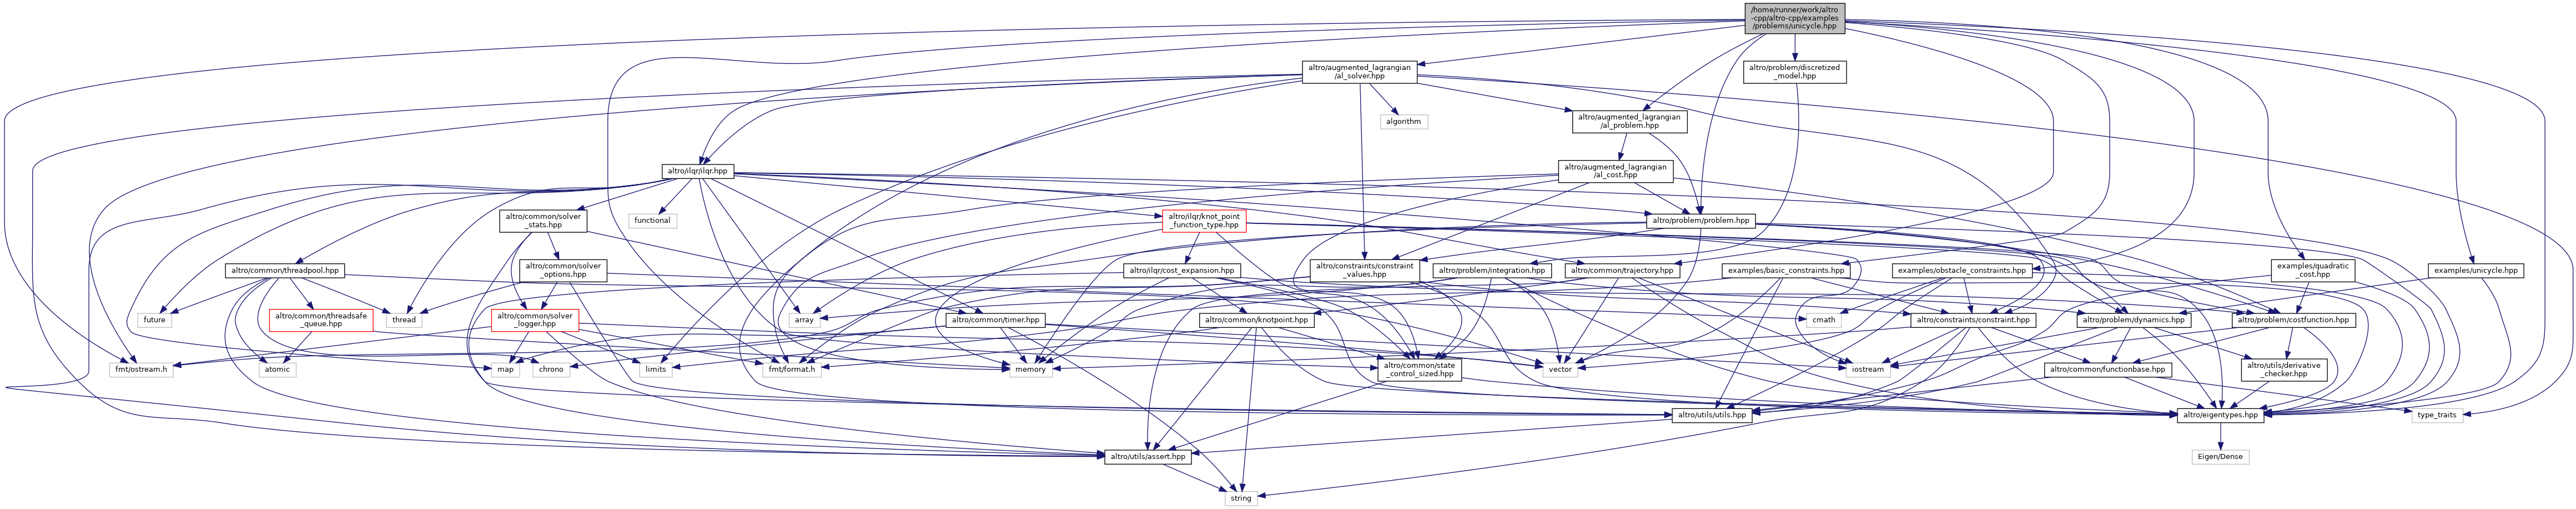 /home/runner/work/altro
-cpp/altro-cpp/examples
/problems/unicycle.hpp
altro/augmented_lagrangian
/al_solver.hpp
altro/problem/discretized
_model.hpp
algorithm
altro/augmented_lagrangian
/al_problem.hpp
altro/ilqr/ilqr.hpp
altro/augmented_lagrangian
/al_cost.hpp
altro/common/solver
_stats.hpp
functional
altro/ilqr/knot_point
_function_type.hpp
altro/problem/problem.hpp
altro/common/threadpool.hpp
altro/common/solver
_options.hpp
altro/ilqr/cost_expansion.hpp
altro/constraints/constraint
_values.hpp
altro/problem/integration.hpp
altro/common/trajectory.hpp
examples/basic_constraints.hpp
examples/obstacle_constraints.hpp
examples/quadratic
_cost.hpp
examples/unicycle.hpp
future
altro/common/threadsafe
_queue.hpp
thread
altro/common/solver
_logger.hpp
array
altro/common/timer.hpp
altro/common/knotpoint.hpp
cmath
altro/constraints/constraint.hpp
altro/problem/dynamics.hpp
altro/problem/costfunction.hpp
fmt/ostream.h
atomic
map
chrono
limits
fmt/format.h
memory
altro/common/state
_control_sized.hpp
vector
iostream
altro/common/functionbase.hpp
altro/utils/derivative
_checker.hpp
altro/utils/utils.hpp
altro/eigentypes.hpp
type_traits
altro/utils/assert.hpp
Eigen/Dense
string